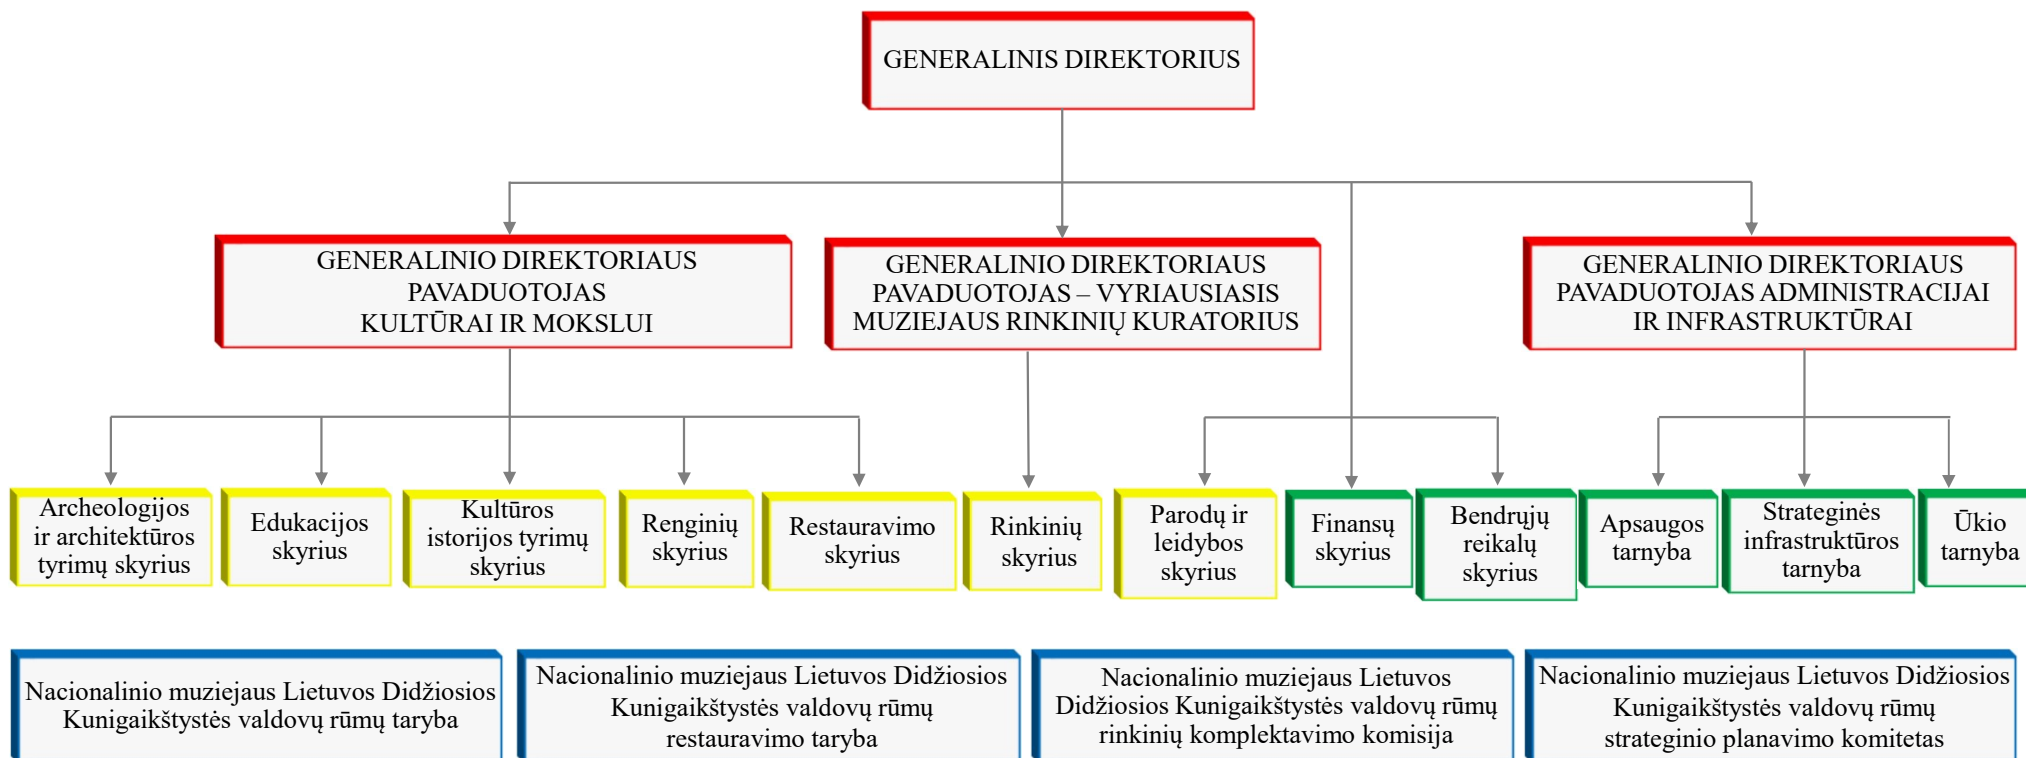 GENERALINIS DIREKTORIUS
GENERALINIO DIREKTORIAUS
PAVADUOTOJAS
KULTŪRAI IR MOKSLUI
GENERALINIO DIREKTORIAUS
PAVADUOTOJAS – VYRIAUSIASIS
MUZIEJAUS RINKINIŲ KURATORIUS
GENERALINIO DIREKTORIAUS
PAVADUOTOJAS ADMINISTRACIJAI
IR INFRASTRUKTŪRAI
Archeologijos
ir architektūros
tyrimų skyrius
Edukacijos
skyrius
Kultūros
istorijos tyrimų
skyrius
Renginių
skyrius
Restauravimo
skyrius
Rinkinių
skyrius
Parodų ir
leidybos
skyrius
Finansų
skyrius
Bendrųjų
reikalų
skyrius
Apsaugos
tarnyba
Strateginės
infrastruktūros
tarnyba
Ūkio
tarnyba
Nacionalinio muziejaus Lietuvos Didžiosios
Kunigaikštystės valdovų rūmų taryba
Nacionalinio muziejaus Lietuvos Didžiosios
Kunigaikštystės valdovų rūmų
restauravimo taryba
Nacionalinio muziejaus Lietuvos
Didžiosios Kunigaikštystės valdovų rūmų
rinkinių komplektavimo komisija
Nacionalinio muziejaus Lietuvos Didžiosios
Kunigaikštystės valdovų rūmų
strateginio planavimo komitetas